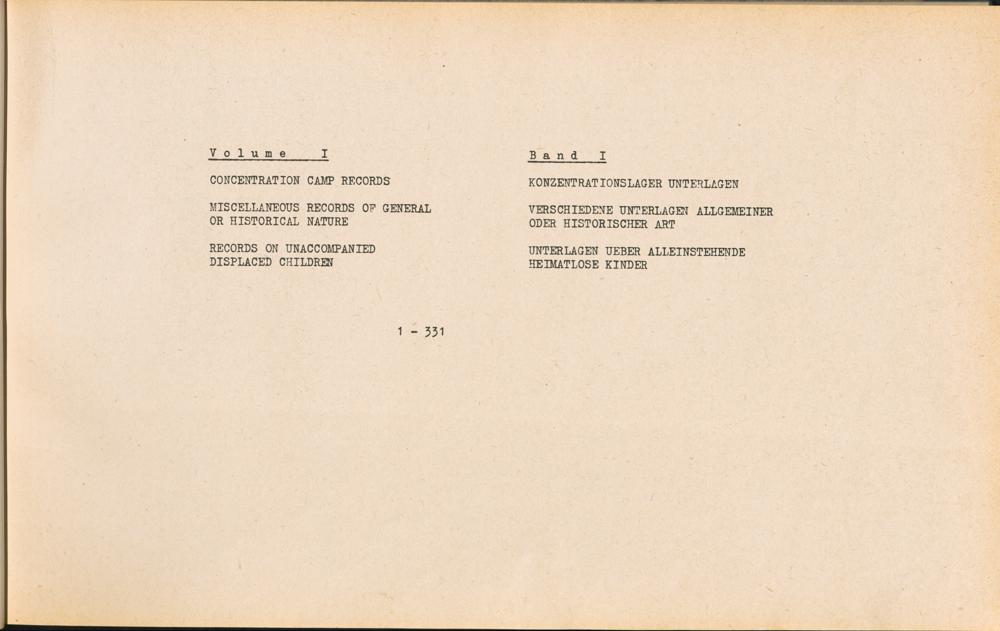 Volume I
CONCENTRATION CAMP RECORDS
MISCELLANEOUS RECORDS OF GENERAL
OR HISTORICAL NATURE
RECORDS ON UNACCOMPANIED
DISPLACED CHILDREN
Band I
KONZENTRATIONSLAGER UNTERLAGEN
VERSCHIEDENE UNTERLAGEN ALLGEMEINER
ODER HISTORISCHER ART
UNTERLAGEN UEBER ALLEINSTEHENDE
HEIMATLOSE KINDER
1 - 331